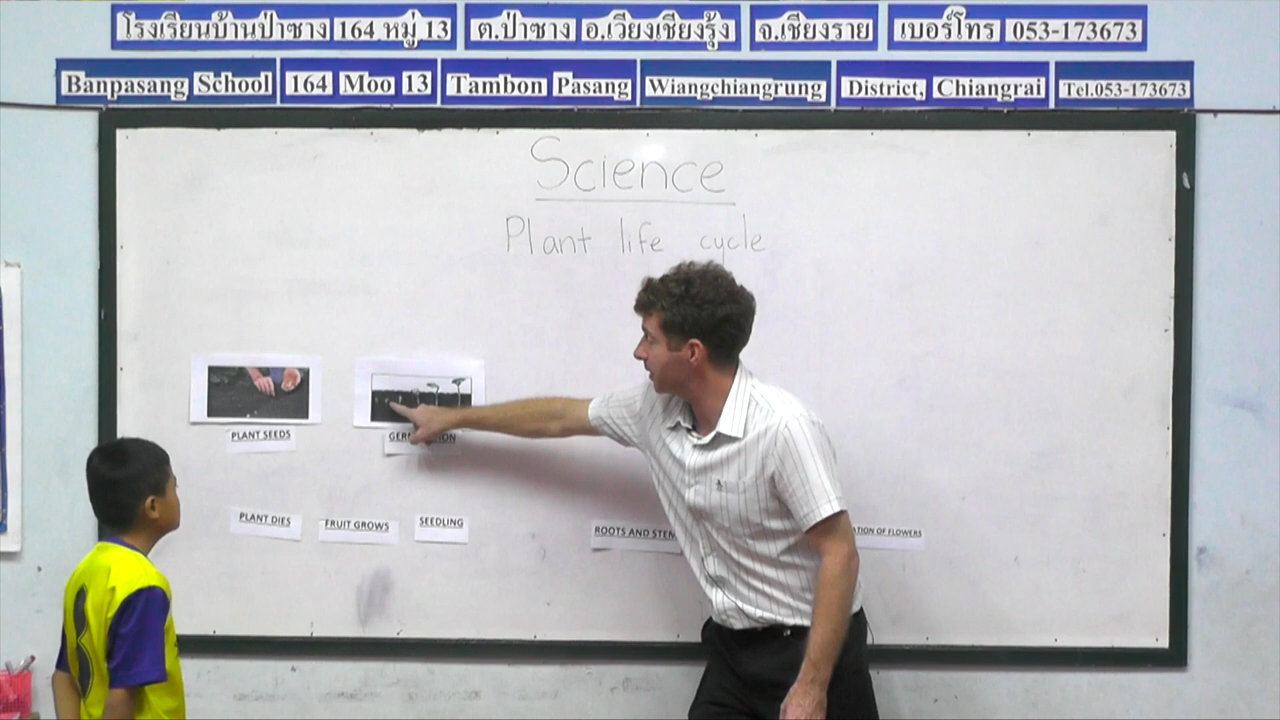 โรงเรียนบ้านป่าซาง 164 หมู่ 13 ต.ป่าซาง อ.เวียงเชียงรุ้ง จ.เชียงราย เบอร์โทร 053-173673
Banpasang School 164 Moo 13 Tambon Pasang Wiangchiangrung District, Chiangrai Tel.053-173673
Science
Plant life cycle
PLANT SEEDS
PLANT DIES FRUIT GROWS SEEDLING ROOTS AND OF FLOWERS